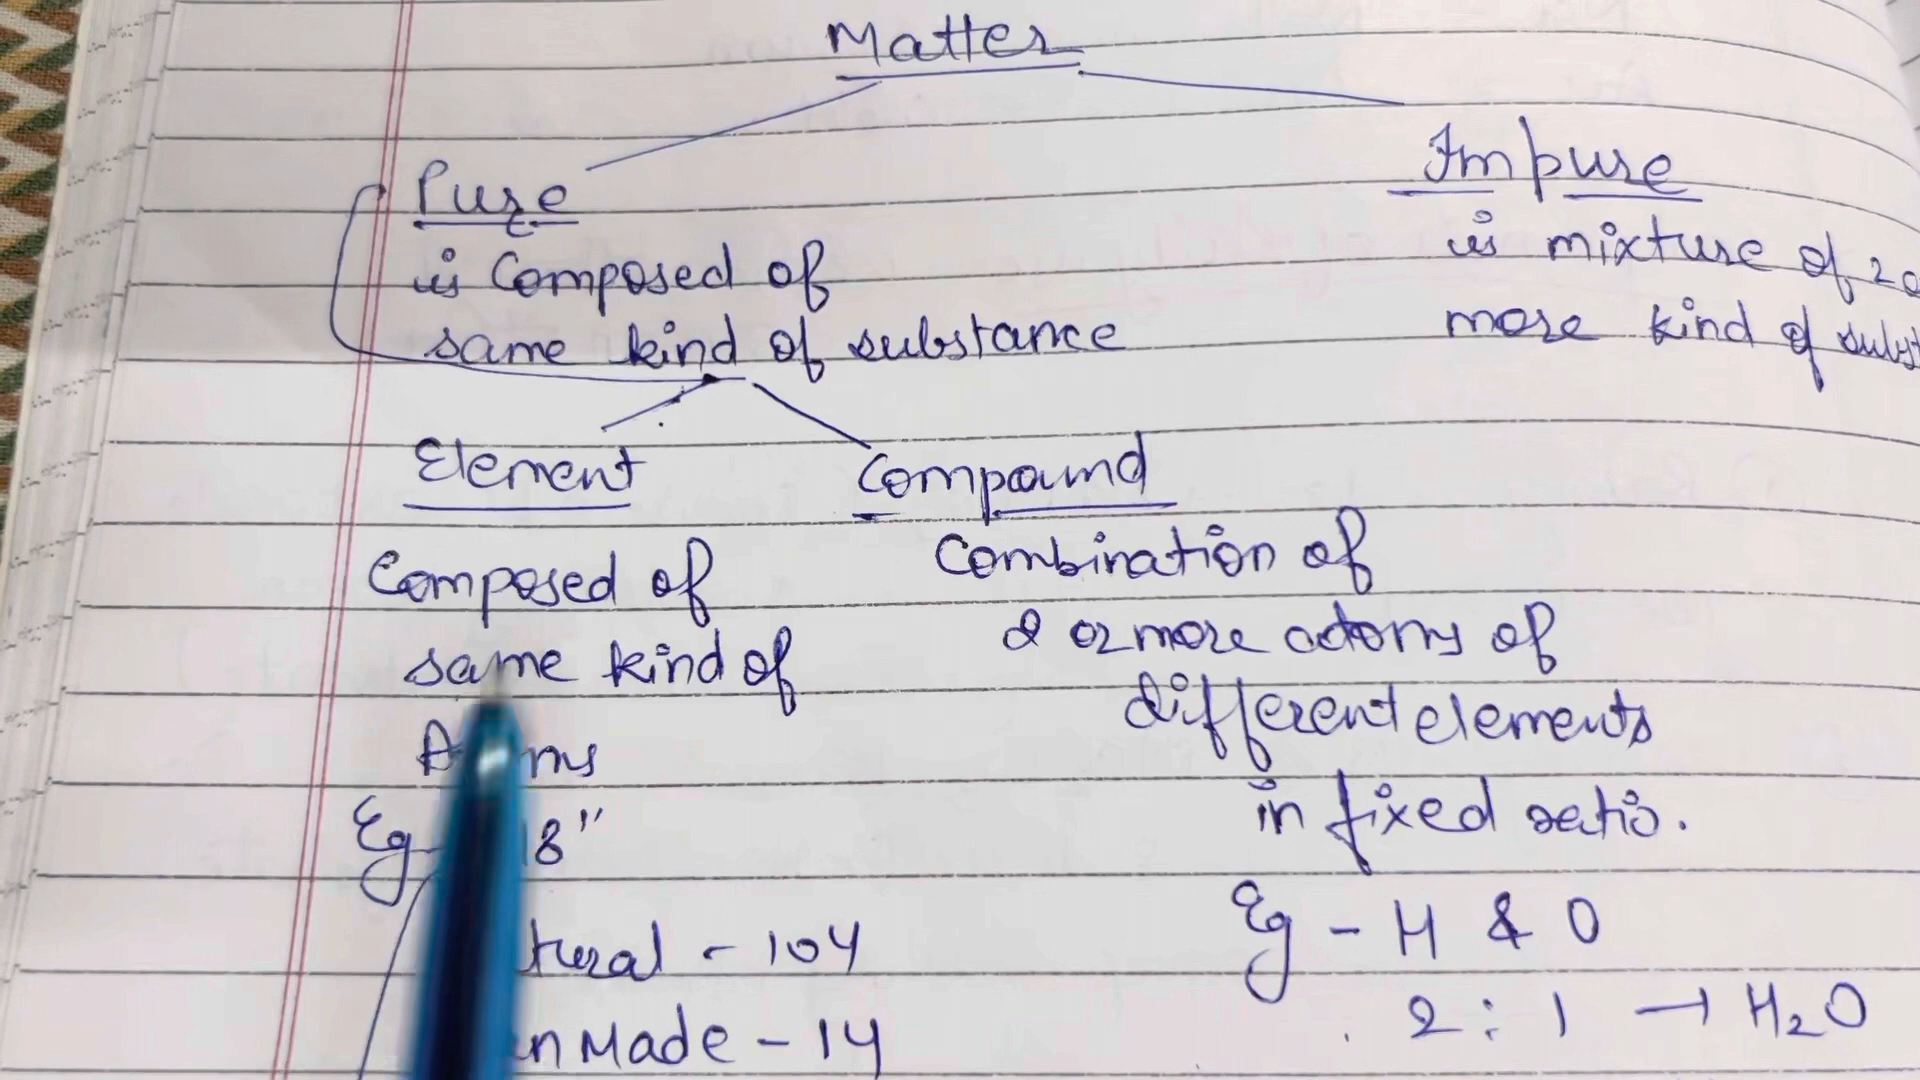 Matter
Pure
is Composed of
same kind of substance
Impure
is mixture of 2
more kind of
Element
Composed of
same kind of
Eg
18"
- 104
Made - 14
Compound
Combination of
2 or more atoms of
different elements
in fixed ratio.
Eg - H & O
2 : 1 → H₂O